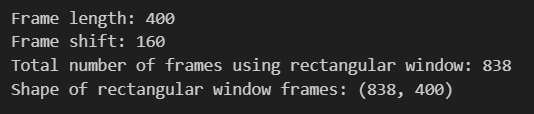 Frame length: 400
Frame shift: 160
Total number of frames using rectangular window: 838
Shape of rectangular window frames: (838, 400)